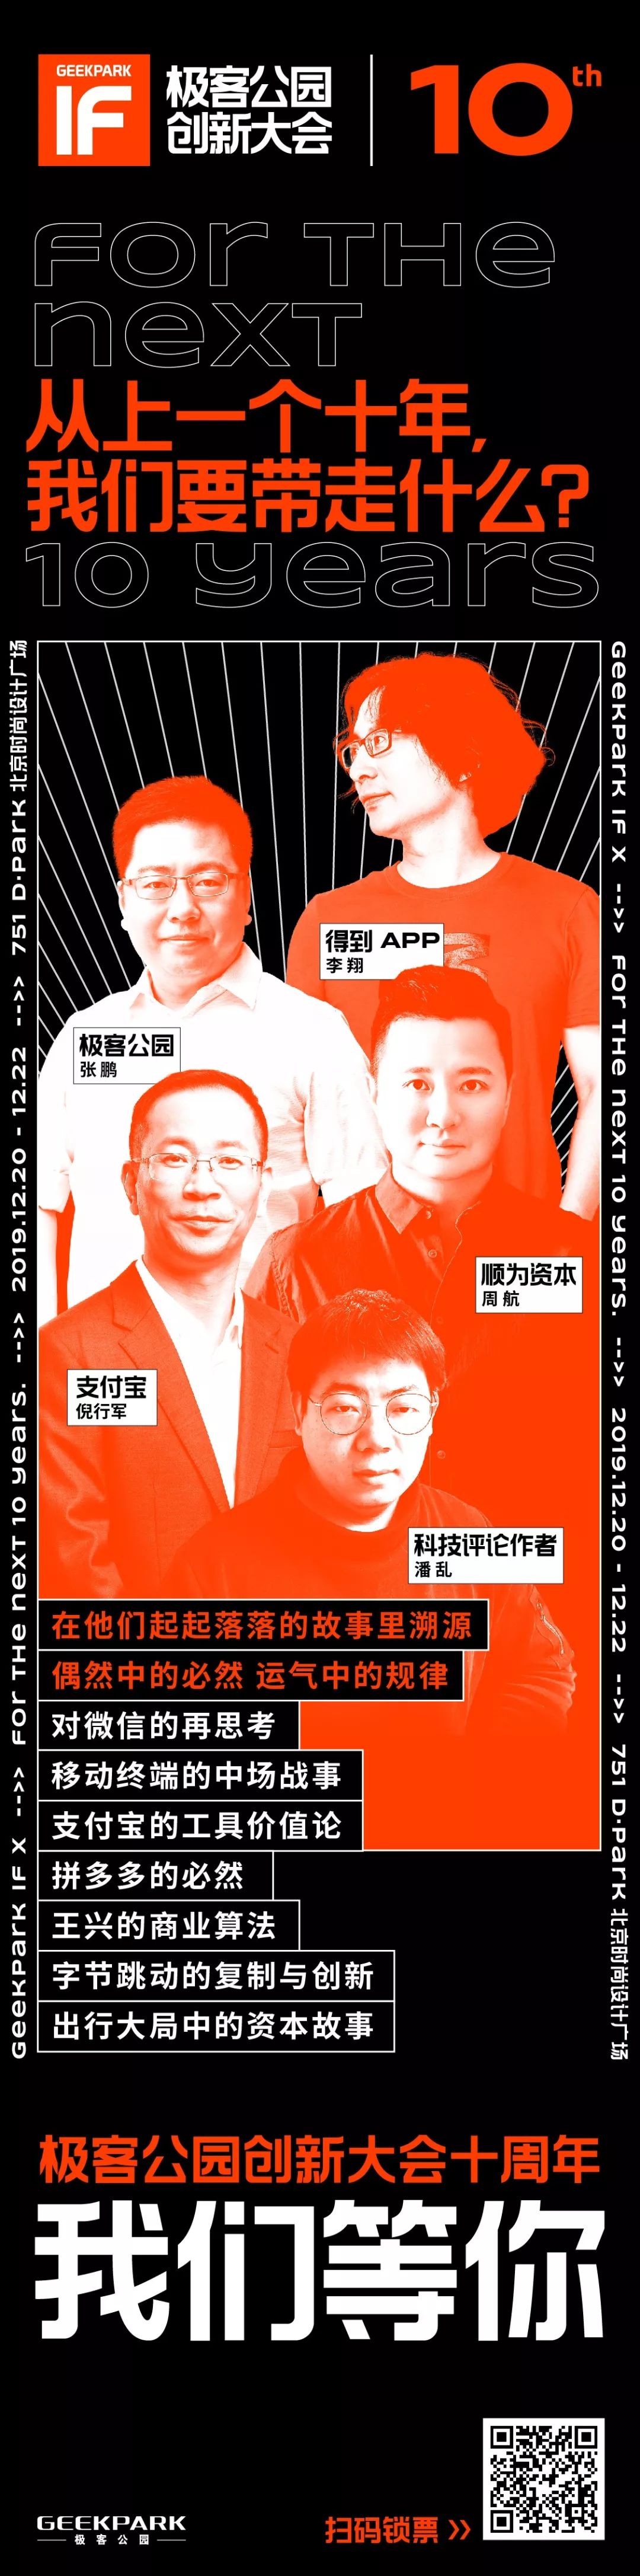 GEEKPARK
IF
极客公园
创新大会
10th
FOR THE
NEXT
从上一个十年,
我们要带走什么?
10 years
GEEKPARK IF X -->> FOR THE NEXT 10 years. -->> 2019.12.20 - 12.22 -->> 751 D·PARK 北京时尚设计广场
GEEKPARK IF X -->> FOR THE NEXT 10 years. -->> 2019.12.20 - 12.22 -->> 751 D·PARK 北京时尚设计广场
得到 APP
李翔
极客公园
张鹏
顺为资本
周航
支付宝
倪行军
科技评论作者
潘乱
在他们起起落落的故事里溯源
偶然中的必然 运气中的规律
对微信的再思考
移动终端的中场战事
支付宝的工具价值论
拼多多的必然
王兴的商业算法
字节跳动的复制与创新
出行大局中的资本故事
极客公园创新大会十周年
我们等你
GEEKPARK
极客公园
扫码锁票 >>